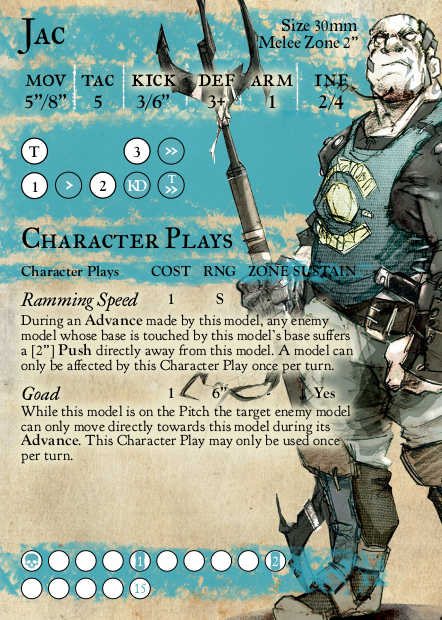 Jac
Size 30mm
Melee Zone 2”
MOV TAC KICK DEF ARM INF
5”/8” 5 3/6” 3+ 1 2/4
T 3 >>
1 > 2 KD T >>
Character Plays
Character Plays COST RNG ZONE SUSTAIN
Ramming Speed 1 S
During an Advance made by this model, any enemy
model whose base is touched by this model's base suffers
a [2”] Push directly away from this model. A model can
only be affected by this Character Play once per turn.
Goad 1 6” - Yes
While this model is on the Pitch the target enemy model
can only move directly towards this model during its
Advance. This Character Play may only be used once
per turn.
1 2
15